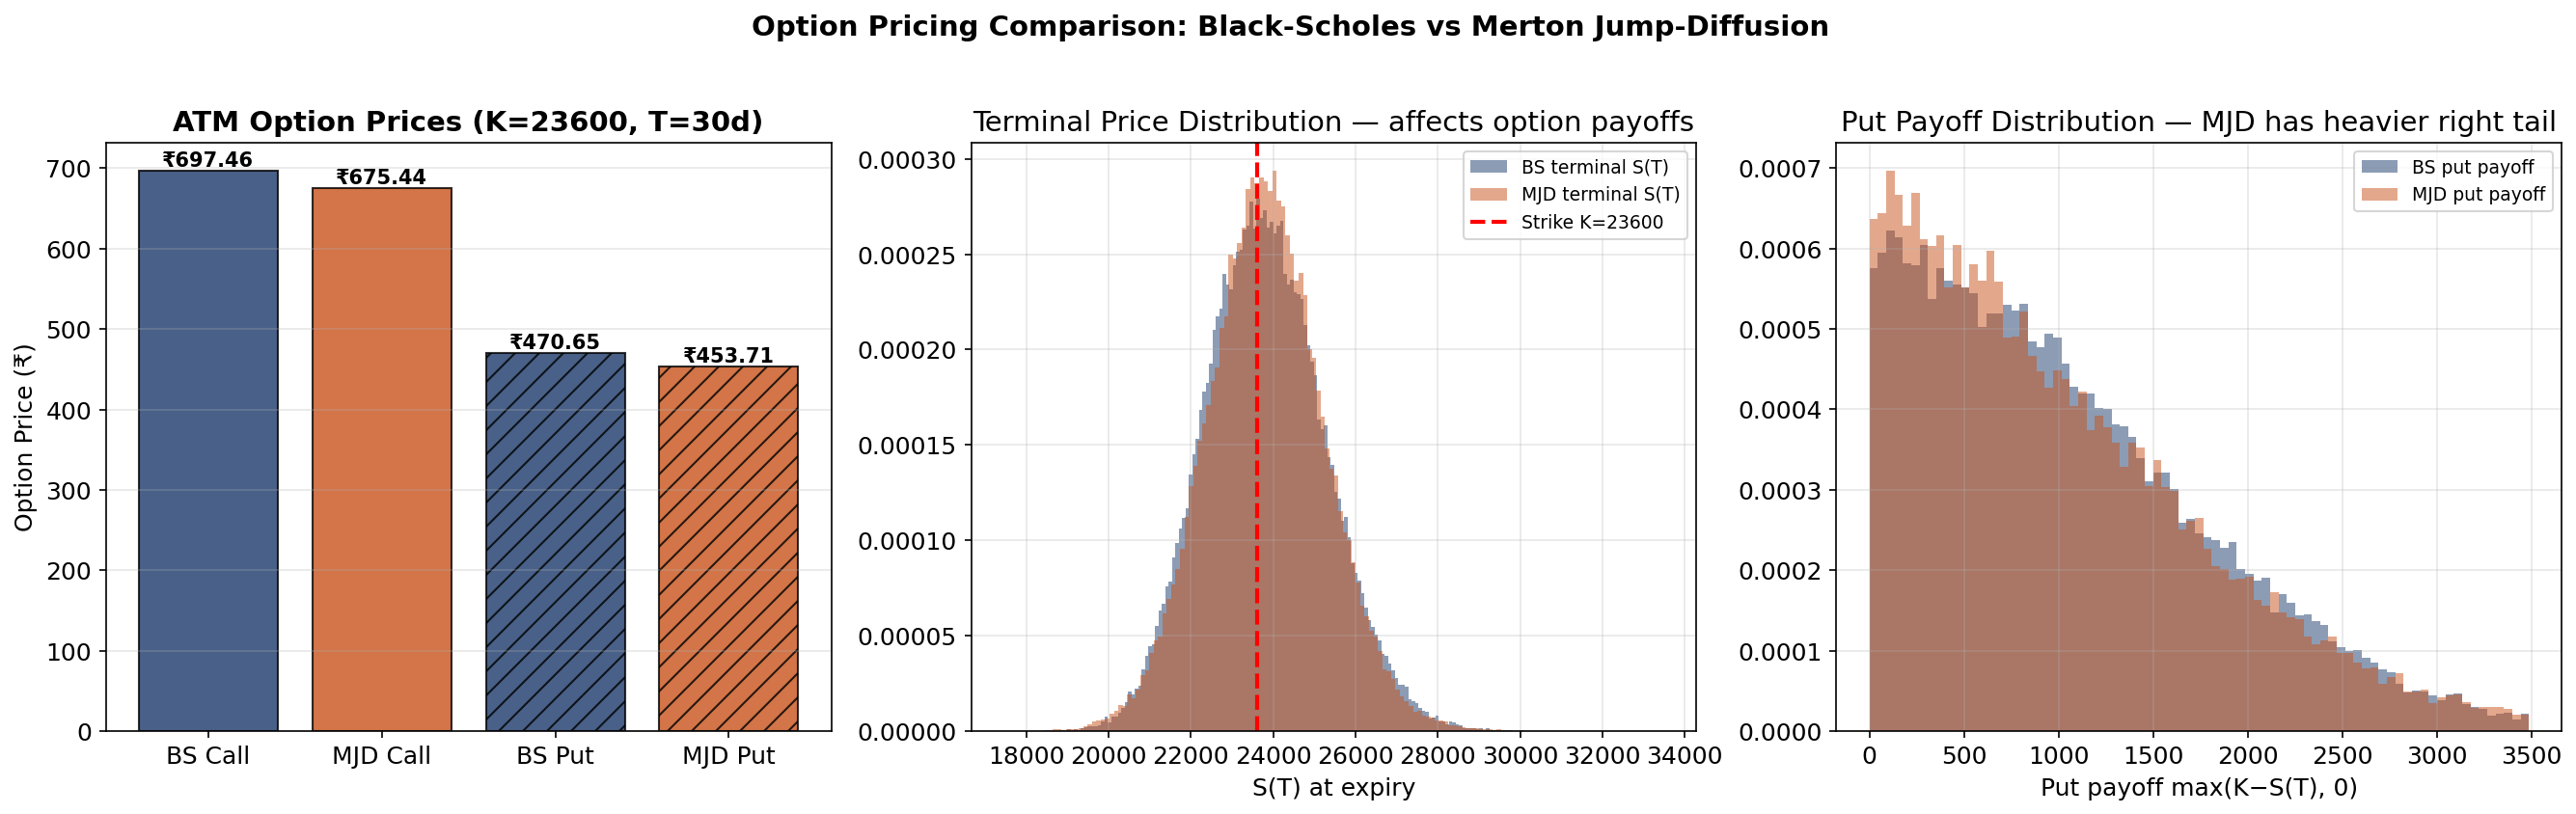 Option Pricing Comparison: Black-Scholes vs Merton Jump-Diffusion
ATM Option Prices (K=23600, T=30d)
Option Price (₹)
700
600
500
400
300
200
100
0
₹697.46
₹675.44
₹470.65
₹453.71
BS Call
MJD Call
BS Put
MJD Put
Terminal Price Distribution — affects option payoffs
0.00030
0.00025
0.00020
0.00015
0.00010
0.00005
0.00000
BS terminal S(T)
MJD terminal S(T)
Strike K=23600
18000 20000 22000 24000 26000 28000 30000 32000 34000
S(T) at expiry
Put Payoff Distribution — MJD has heavier right tail
0.0007
0.0006
0.0005
0.0004
0.0003
0.0002
0.0001
0.0000
BS put payoff
MJD put payoff
0 500 1000 1500 2000 2500 3000 3500
Put payoff max(K−S(T), 0)